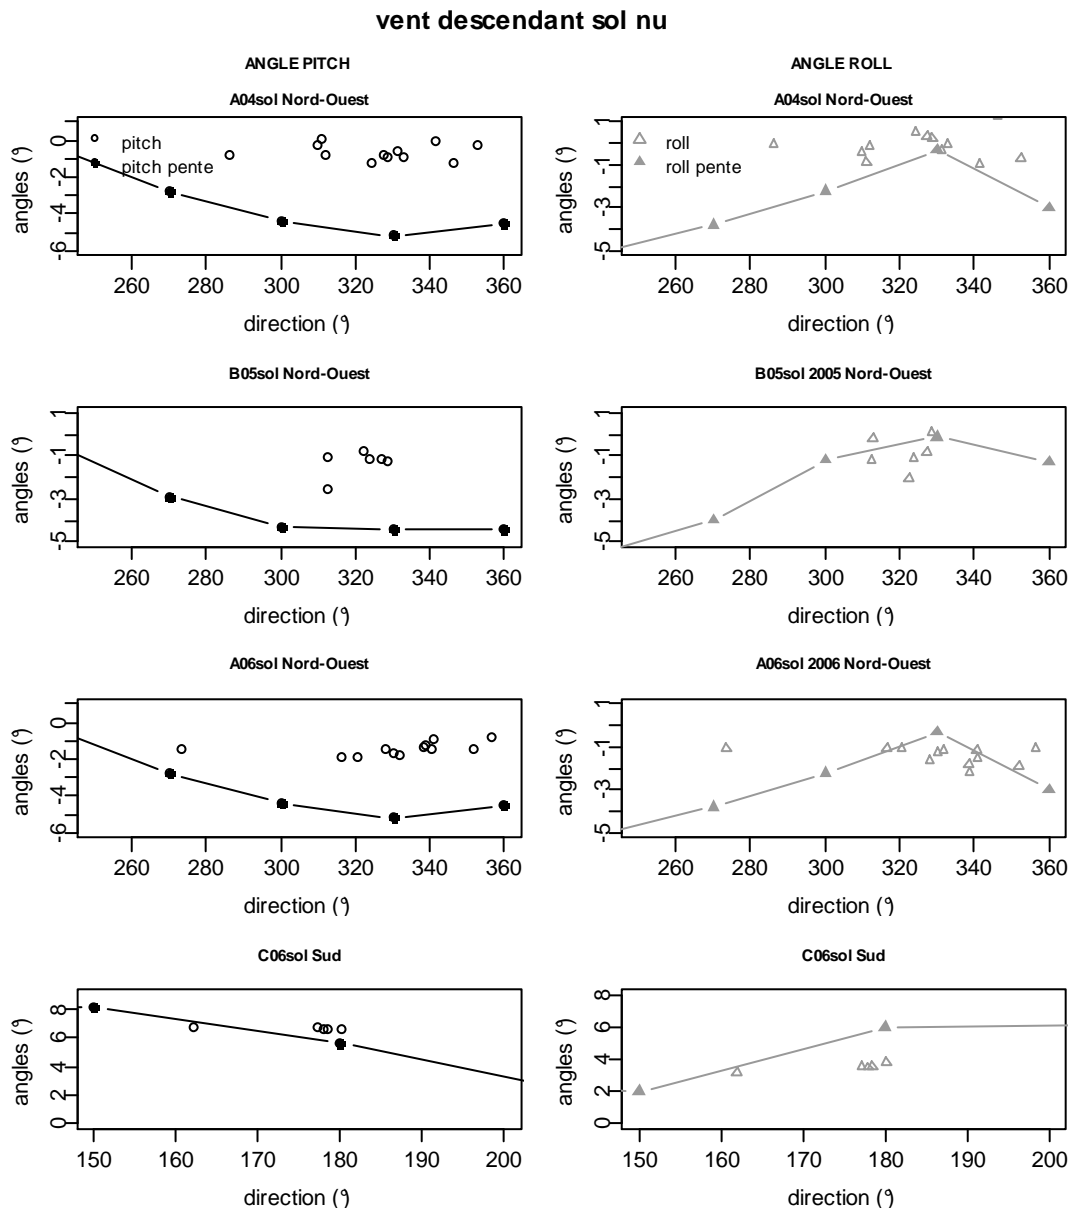 vent descendant sol nu
ANGLE PITCH
ANGLE ROLL
A04sol Nord-Ouest
A04sol Nord-Ouest
angles (°)
0
-2
-4
-6
pitch
pitch pente
260 280 300 320 340 360
direction (°)
angles (°)
1
-1
-3
-5
roll
roll pente
260 280 300 320 340 360
direction (°)
B05sol Nord-Ouest
B05sol 2005 Nord-Ouest
angles (°)
1
-1
-3
-5
260 280 300 320 340 360
direction (°)
angles (°)
1
-1
-3
-5
260 280 300 320 340 360
direction (°)
A06sol Nord-Ouest
A06sol 2006 Nord-Ouest
angles (°)
0
-2
-4
-6
260 280 300 320 340 360
direction (°)
angles (°)
1
-1
-3
-5
260 280 300 320 340 360
direction (°)
C06sol Sud
C06sol Sud
angles (°)
8
6
4
2
0
150 160 170 180 190 200
direction (°)
angles (°)
8
6
4
2
0
150 160 170 180 190 200
direction (°)